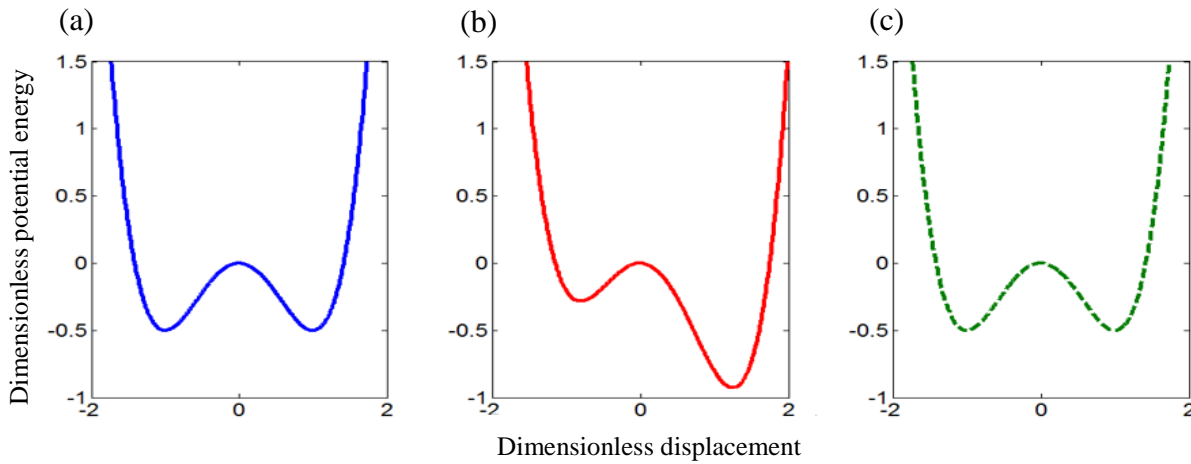 (a) (b) (c)
Dimensionless potential energy
1.5 1.5 1.5
1 1 1
0.5 0.5 0.5
0 0 0
-0.5 -0.5 -0.5
-1 -1 -1
-2 0 2 -2 0 2 -2 0 2
Dimensionless displacement